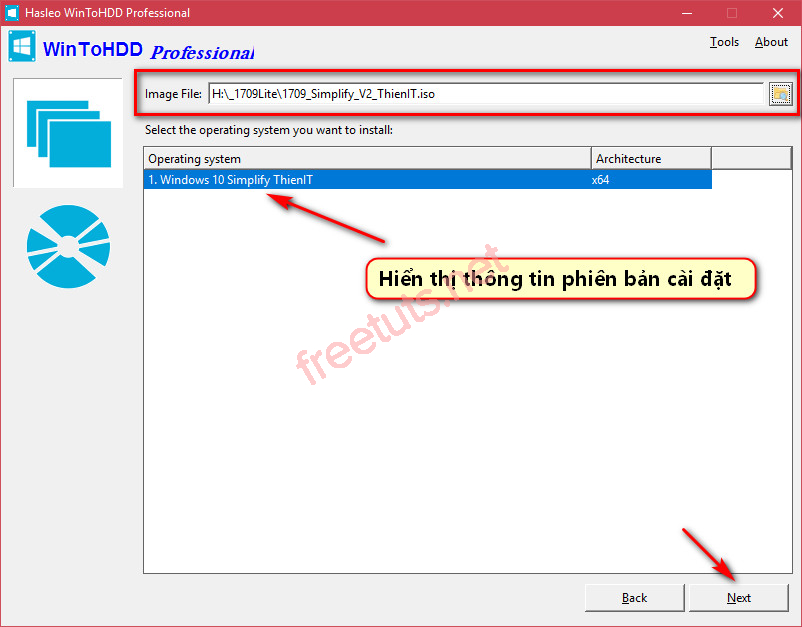 Hasleo WinToHDD Professional
WinToHDD Professional
Tools About
Image File: H:\_1709Lite\1709_Simplify_V2_ThienIT.iso
Select the operating system you want to install:
Operating system Architecture
1. Windows 10 Simplify ThienIT x64
Hiển thị thông tin phiên bản cài đặt
freetuts.net
Back Next